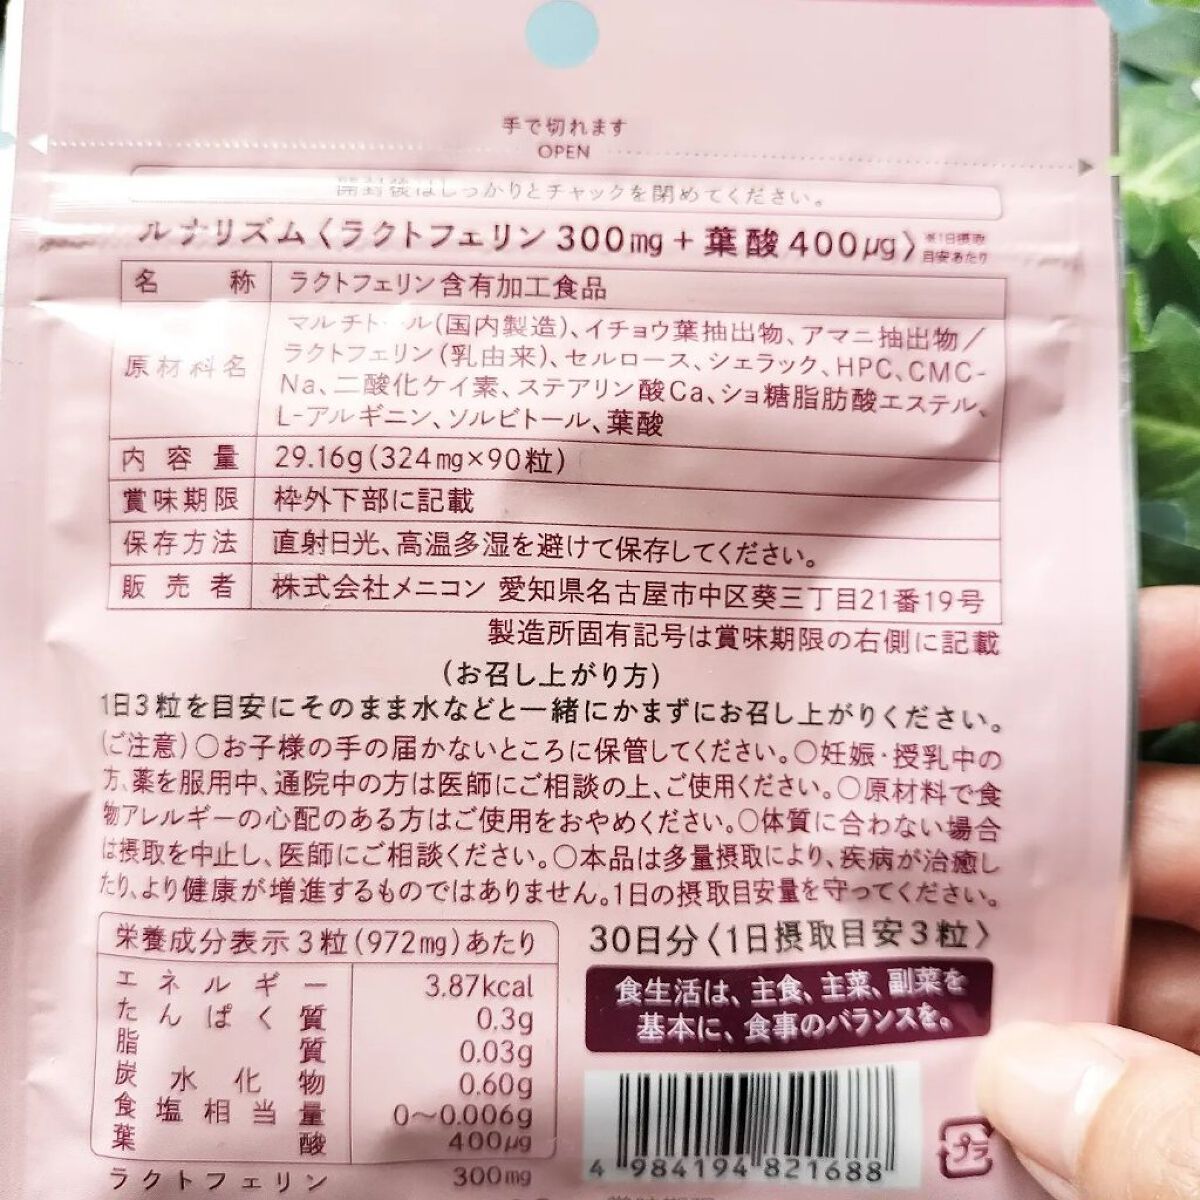 手で切れます
OPEN
開封後はしっかりとチャックを閉めてください。
ルナリズム〈ラクトフェリン300mg+葉酸400μg〉※1日摂取目安あたり
名称 ラクトフェリン含有加工食品
原材料名 マルチトール(国内製造)、イチョウ葉抽出物、アマニ抽出物/
ラクトフェリン(乳由来)、セルロース、シェラック、HPC、CMC-
Na、二酸化ケイ素、ステアリン酸Ca、ショ糖脂肪酸エステル、
L-アルギニン、ソルビトール、葉酸
内容量 29.16g(324mg×90粒)
賞味期限 枠外下部に記載
保存方法 直射日光、高温多湿を避けて保存してください。
販売者 株式会社メニコン 愛知県名古屋市中区葵三丁目21番19号
製造所固有記号は賞味期限の右側に記載
(お召し上がり方)
1日3粒を目安にそのまま水などと一緒にかまずにお召し上がりください。
(ご注意)○お子様の手の届かないところに保管してください。○妊娠・授乳中の
方、薬を服用中、通院中の方は医師にご相談の上、ご使用ください。○原材料で食
物アレルギーの心配のある方はご使用をおやめください。○体質に合わない場合
は摂取を中止し、医師にご相談ください。○本品は多量摂取により、疾病が治癒し
たり、より健康が増進するものではありません。1日の摂取目安量を守ってください。
栄養成分表示3粒(972mg)あたり
エネルギー 3.87kcal
たんぱく質 0.3g
脂質 0.03g
炭水化物 0.60g
食塩相当量 0~0.006g
葉酸 400μg
ラクトフェリン 300mg
30日分〈1日摂取目安3粒〉
食生活は、主食、主菜、副菜を
基本に、食事のバランスを。
4 984194 821688
プラ